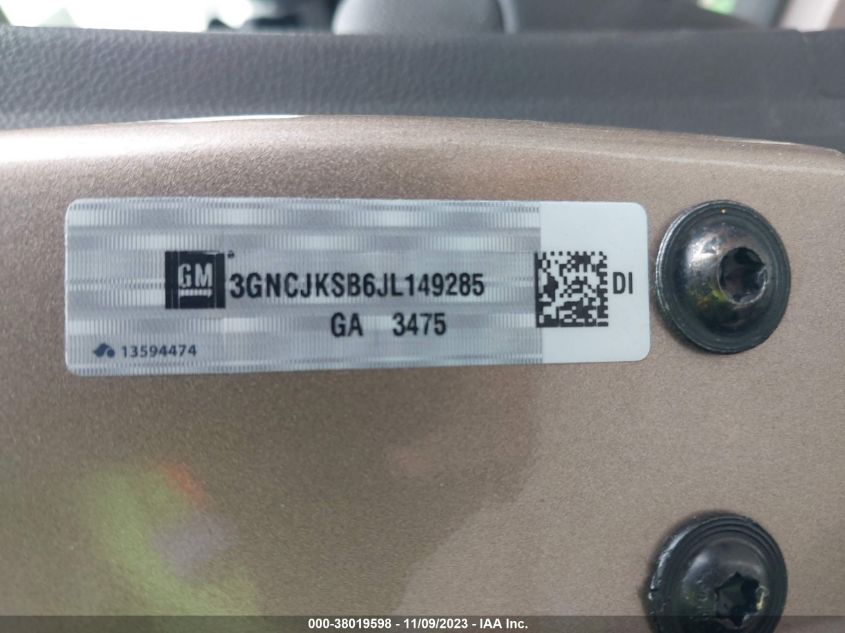 GM 3GNCJKSB6JL149285 DI
GA 3475
13594474
000-38019598 - 11/09/2023 - IAA Inc.